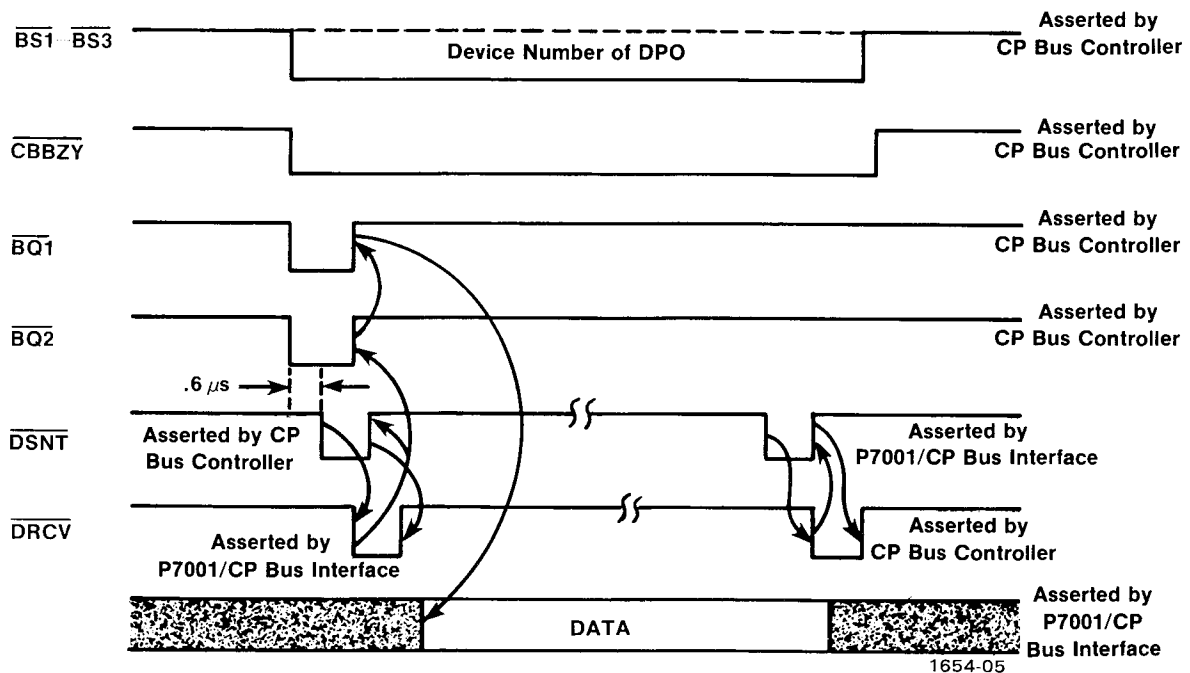 BS1 BS3
Device Number of DPO
Asserted by
CP Bus Controller
CBBZY
Asserted by
CP Bus Controller
BQ1
Asserted by
CP Bus Controller
BQ2
Asserted by
CP Bus Controller
.6 μs
DSNT
Asserted by CP
Bus Controller
Asserted by
P7001/CP Bus Interface
DRCV
Asserted by
P7001/CP Bus Interface
Asserted by
CP Bus Controller
DATA
Asserted by
P7001/CP
Bus Interface
1654-05